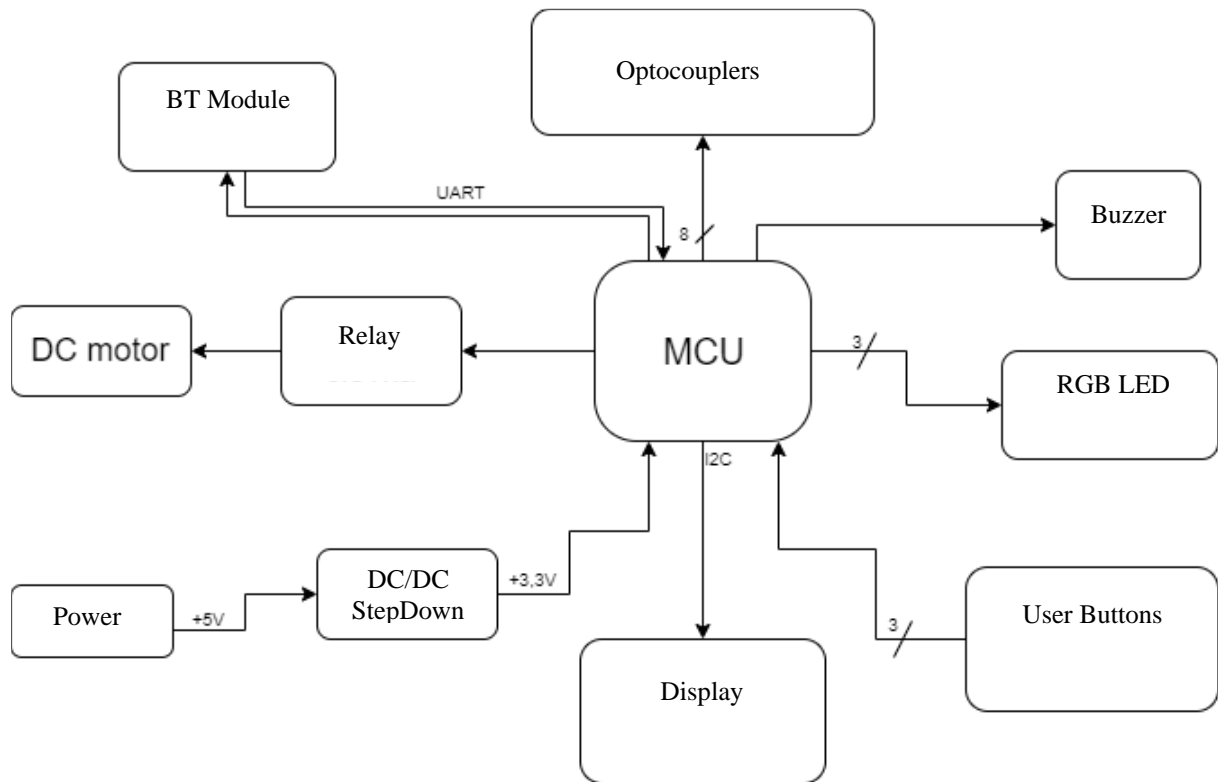 Optocouplers
BT Module
UART
8
Buzzer
DC motor
Relay
MCU
3
RGB LED
I2C
Power
+5V
DC/DC
StepDown
+3,3V
Display
3
User Buttons